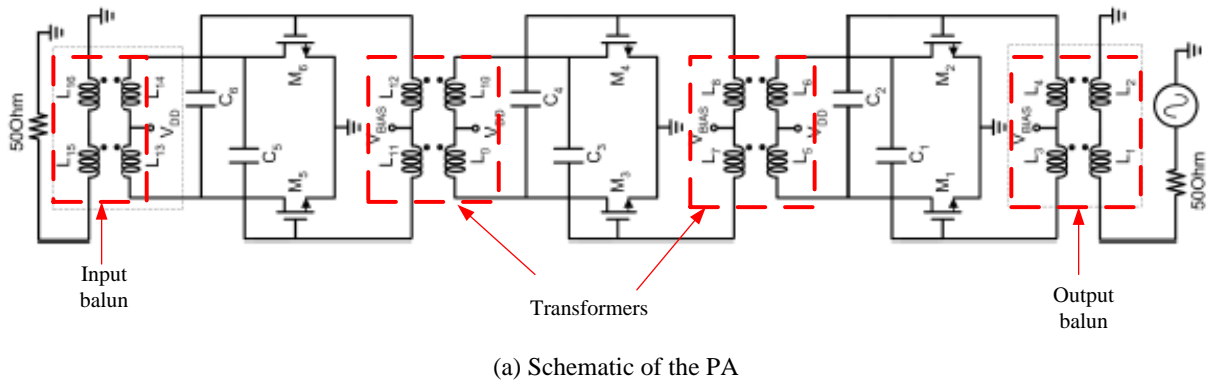 50Ohm
L16
L14
L15
L13
VDD
C6
C5
M6
M5
L12
L10
VBIAS
VDD
L11
L9
C4
C3
M4
M3
L8
L6
VBIAS
VDD
L7
L5
C2
C1
M2
M1
L4
L2
VBIAS
L3
L1
50Ohm
Input
balun
Transformers
Output
balun
(a) Schematic of the PA